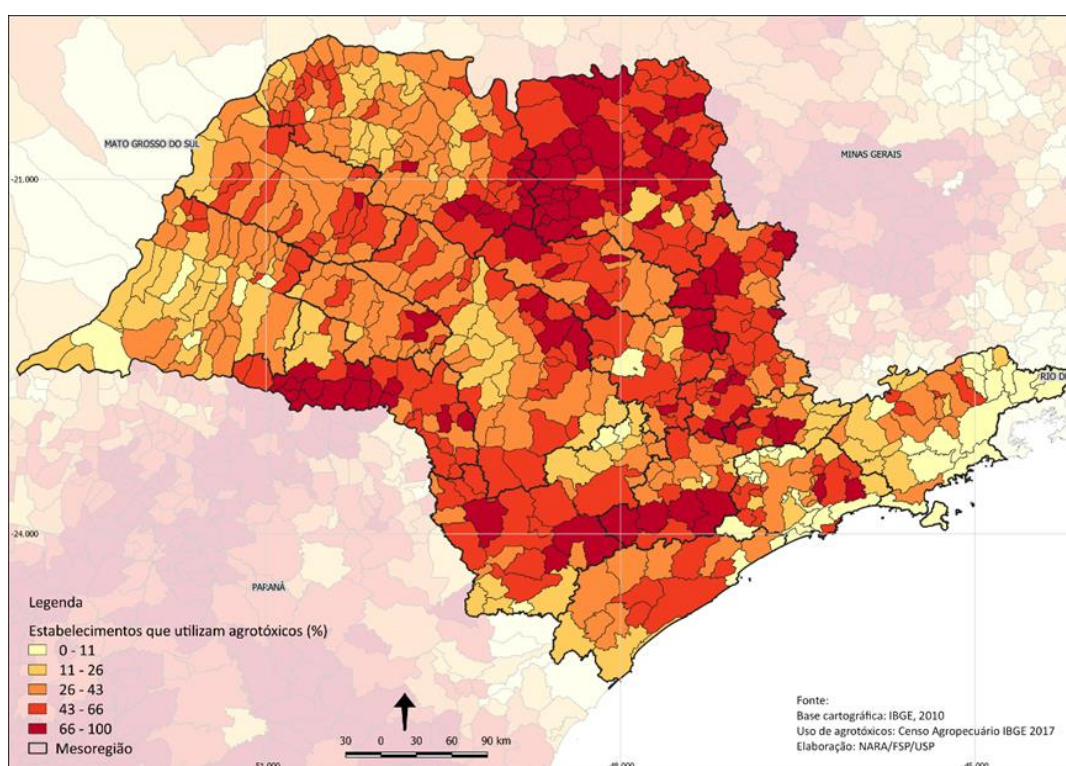 MATO GROSSO DO SUL
MINAS GERAIS
-21.000
RIO DE
-24.000
PARANÁ
Legenda
Estabelecimentos que utilizam agrotóxicos (%)
0 - 11
11 - 26
26 - 43
43 - 66
66 - 100
Mesoregião
30 0 30 60 90 km
Fonte:
Base cartográfica: IBGE, 2010
Uso de agrotóxicos: Censo Agropecuário IBGE 2017
Elaboração: NARA/FSP/USP